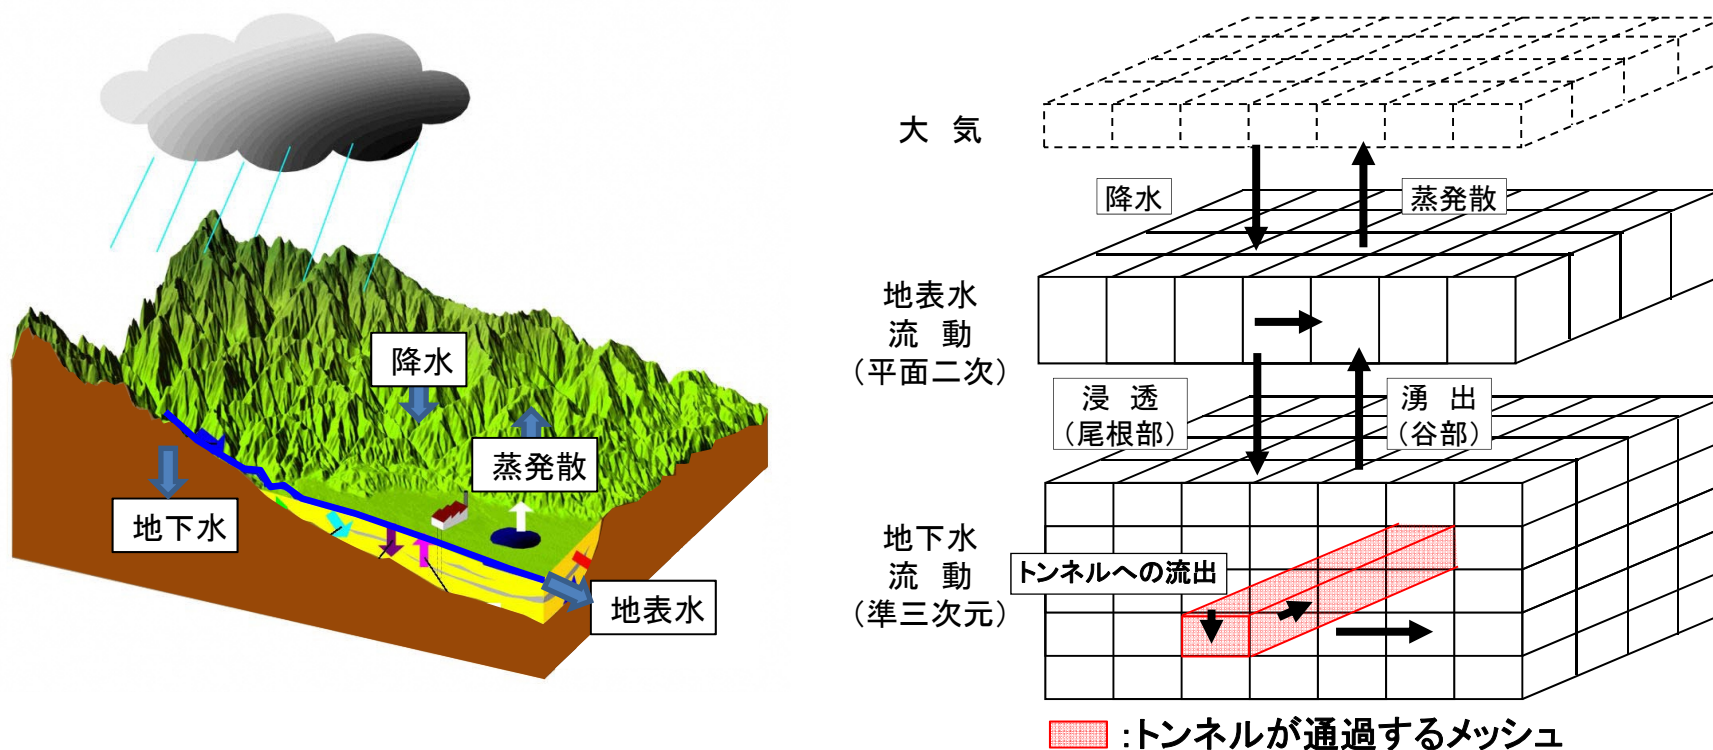 降水
蒸発散
地下水
地表水
大 気
降水
蒸発散
地表水
流 動
(平面二次)
浸 透
(尾根部)
湧 出
(谷部)
地下水
流 動
(準三次元)
トンネルへの流出
:トンネルが通過するメッシュ